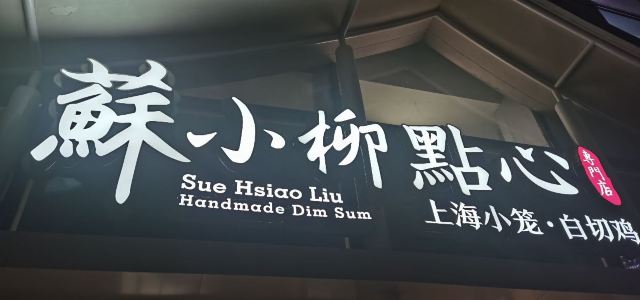 蘇小柳點心
専門店
Sue Hsiao Liu
Handmade Dim Sum
上海小笼·白切鸡